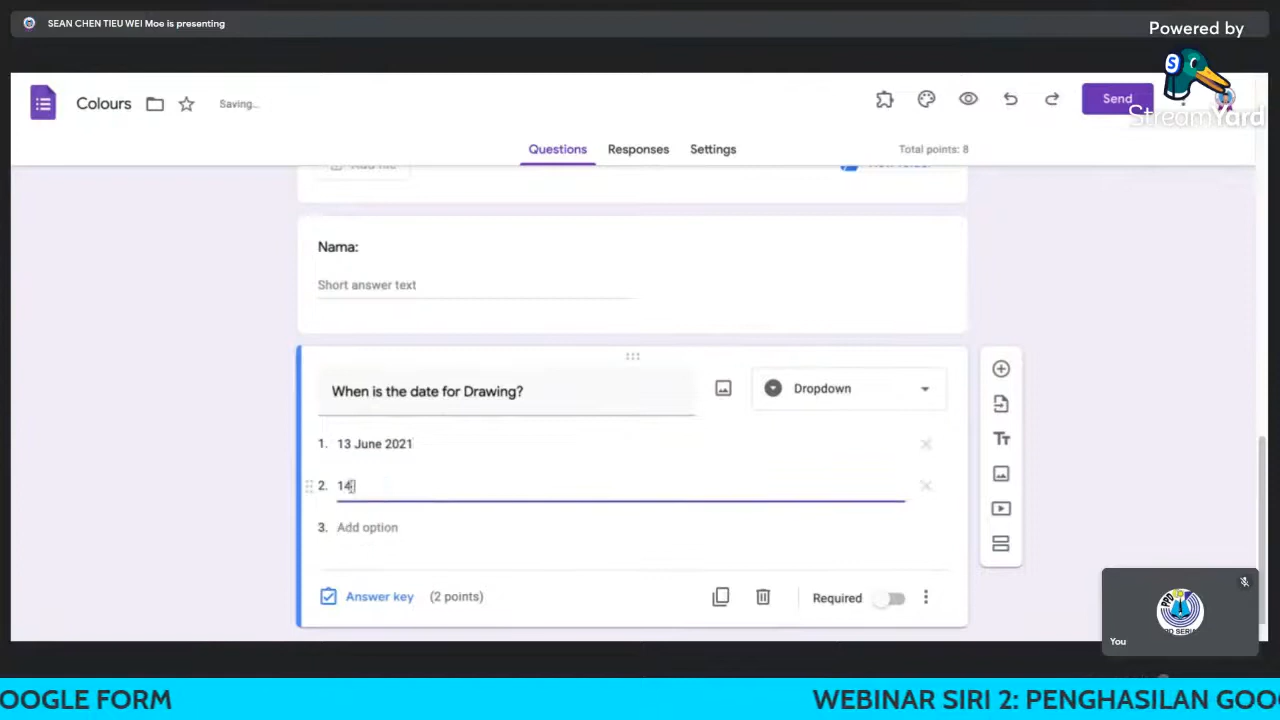 SEAN CHEN TIEU WEI Moe is presenting
Powered by
StreamYard
Colours
Saving...
Send
Questions
Responses
Settings
Total points: 8
Nama:
Short answer text
When is the date for Drawing?
Dropdown
1. 13 June 2021
2. 14
3. Add option
Answer key
(2 points)
Required
You
OOGLE FORM
WEBINAR SIRI 2: PENGHASILAN GOO